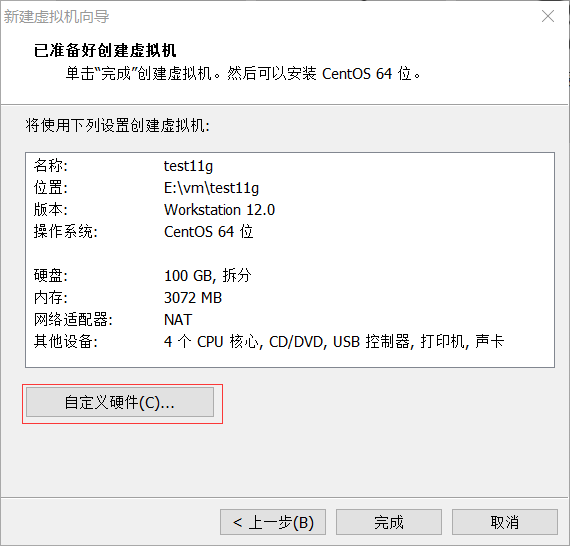 新建虚拟机向导
已准备好创建虚拟机
单击“完成”创建虚拟机。然后可以安装 CentOS 64 位。
将使用下列设置创建虚拟机:
名称: test11g
位置: E:\vm\test11g
版本: Workstation 12.0
操作系统: CentOS 64 位
硬盘: 100 GB, 拆分
内存: 3072 MB
网络适配器: NAT
其他设备: 4 个 CPU 核心, CD/DVD, USB 控制器, 打印机, 声卡
自定义硬件(C)...
< 上一步(B) 完成 取消